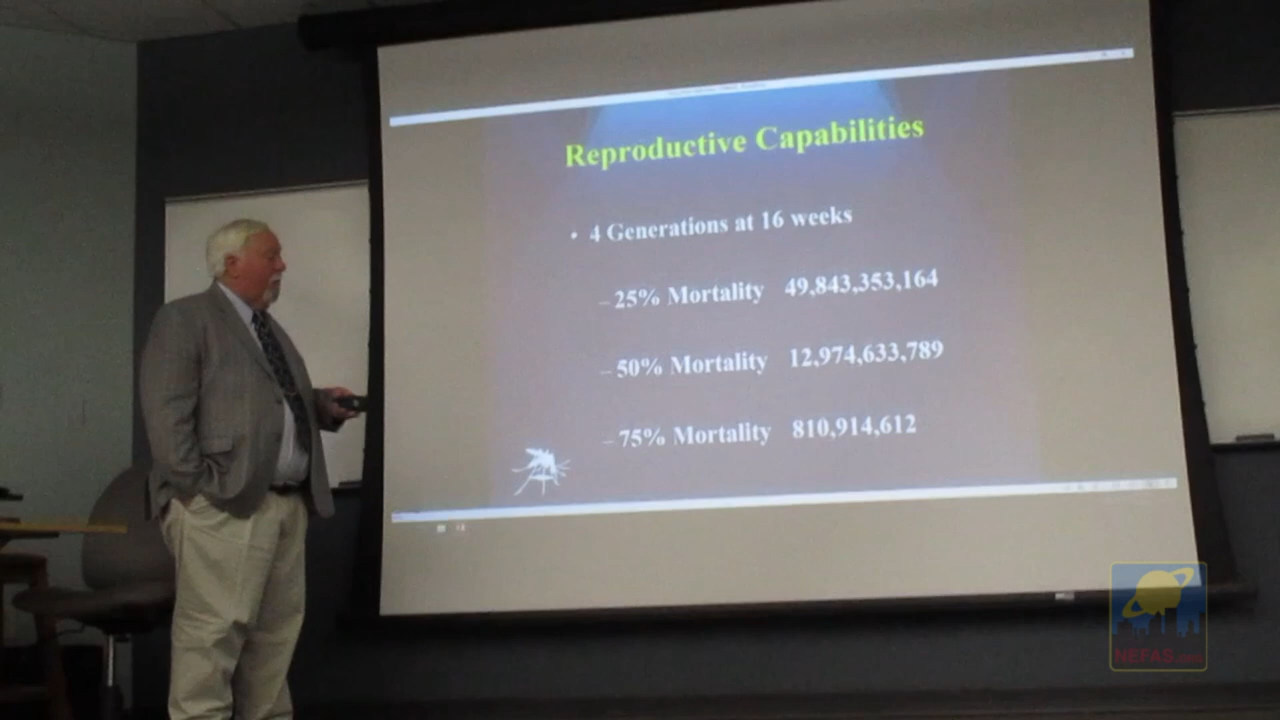 Reproductive Capabilities
• 4 Generations at 16 weeks
– 25% Mortality 49,843,353,164
– 50% Mortality 12,974,633,789
– 75% Mortality 810,914,612
NEFAS.org